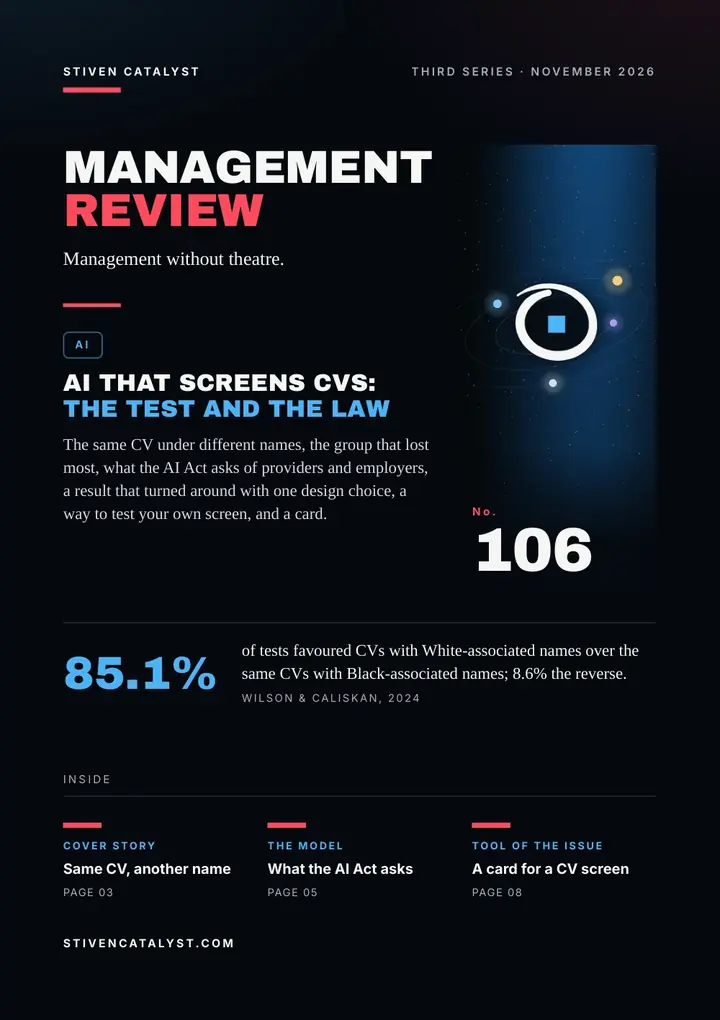 STIVEN CATALYST
THIRD SERIES · NOVEMBER 2026
MANAGEMENT
REVIEW
Management without theatre.
AI
AI THAT SCREENS CVS:
THE TEST AND THE LAW
The same CV under different names, the group that lost
most, what the AI Act asks of providers and employers,
a result that turned around with one design choice, a
way to test your own screen, and a card.
No.
106
85.1%
of tests favoured CVs with White-associated names over the
same CVs with Black-associated names; 8.6% the reverse.
WILSON & CALISKAN, 2024
INSIDE
COVER STORY
Same CV, another name
PAGE 03
THE MODEL
What the AI Act asks
PAGE 05
TOOL OF THE ISSUE
A card for a CV screen
PAGE 08
STIVENCATALYST.COM